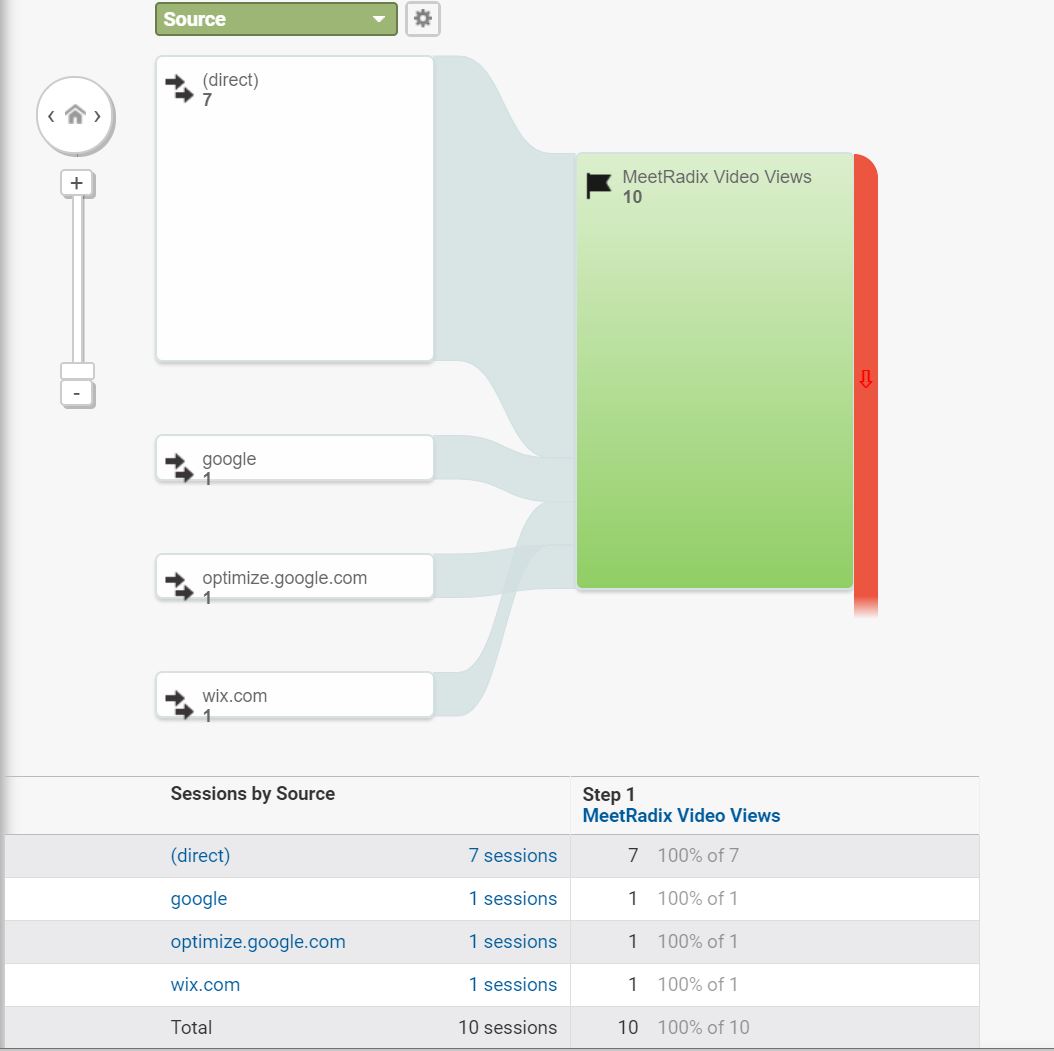 Source
(direct)
7
MeetRadix Video Views
10
+
-
google
1
optimize.google.com
1
wix.com
1
Sessions by Source
Step 1
MeetRadix Video Views
(direct) 7 sessions 7 100% of 7
google 1 sessions 1 100% of 1
optimize.google.com 1 sessions 1 100% of 1
wix.com 1 sessions 1 100% of 1
Total 10 sessions 10 100% of 10